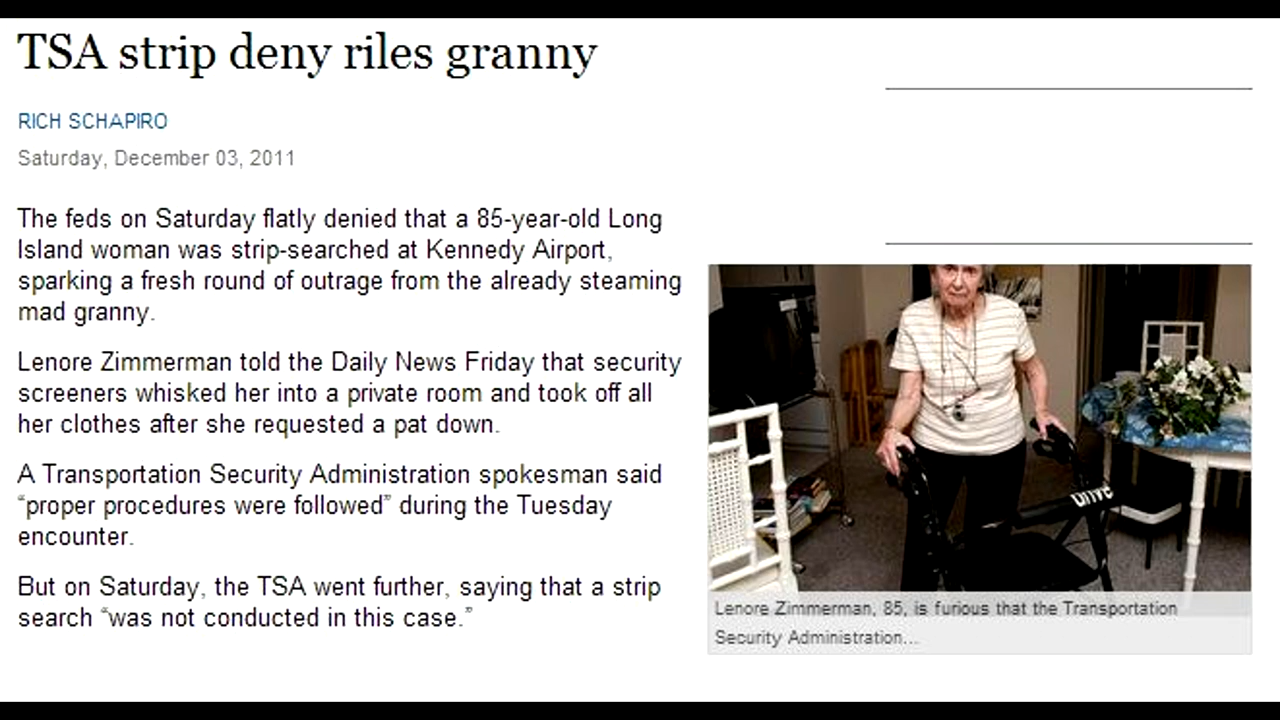 TSA strip deny riles granny
RICH SCHAPIRO
Saturday, December 03, 2011
The feds on Saturday flatly denied that a 85-year-old Long
Island woman was strip-searched at Kennedy Airport,
sparking a fresh round of outrage from the already steaming
mad granny.
Lenore Zimmerman told the Daily News Friday that security
screeners whisked her into a private room and took off all
her clothes after she requested a pat down.
A Transportation Security Administration spokesman said
“proper procedures were followed” during the Tuesday
encounter.
But on Saturday, the TSA went further, saying that a strip
search “was not conducted in this case.”
DRIVE
Lenore Zimmerman, 85, is furious that the Transportation
Security Administration...